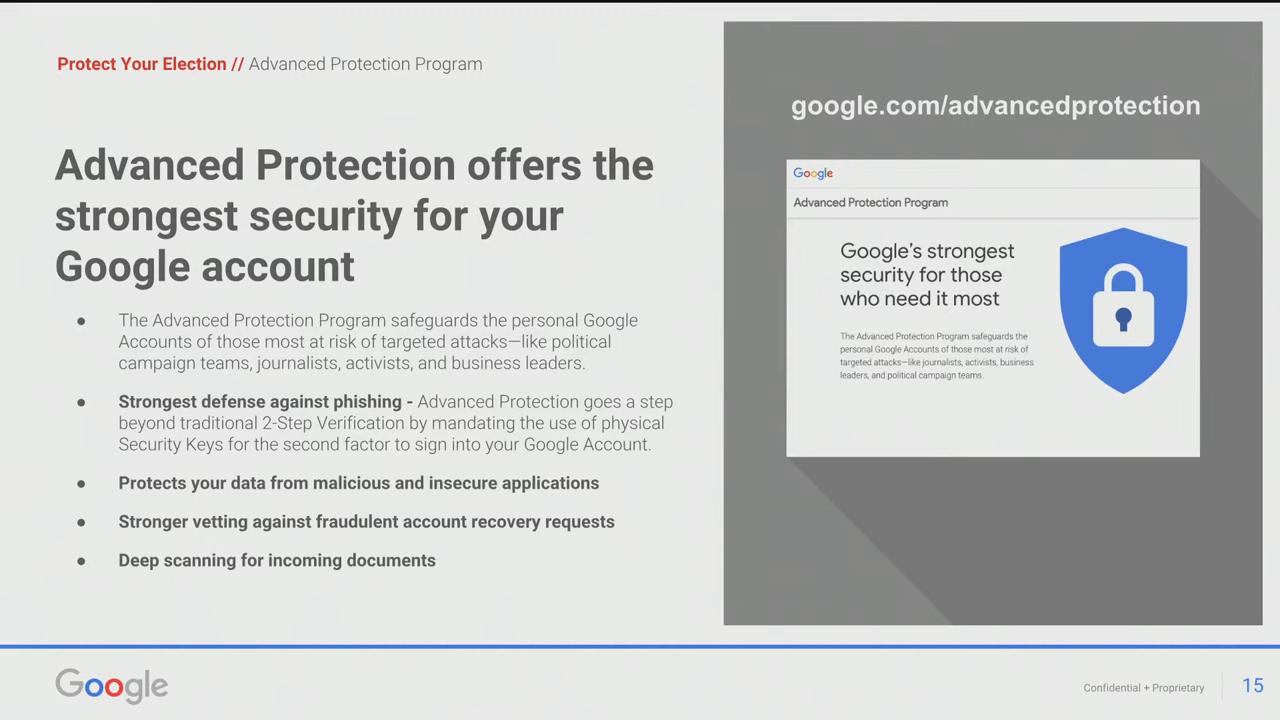 Protect Your Election // Advanced Protection Program
Advanced Protection offers the
strongest security for your
Google account
● The Advanced Protection Program safeguards the personal Google
Accounts of those most at risk of targeted attacks—like political
campaign teams, journalists, activists, and business leaders.
● Strongest defense against phishing - Advanced Protection goes a step
beyond traditional 2-Step Verification by mandating the use of physical
Security Keys for the second factor to sign into your Google Account.
● Protects your data from malicious and insecure applications
● Stronger vetting against fraudulent account recovery requests
● Deep scanning for incoming documents
google.com/advancedprotection
Google
Advanced Protection Program
Google's strongest
security for those
who need it most
The Advanced Protection Program safeguards the
personal Google Accounts of those most at risk of
targeted attacks—like journalists, activists, business
leaders, and political campaign teams.
Google
Confidential + Proprietary
15